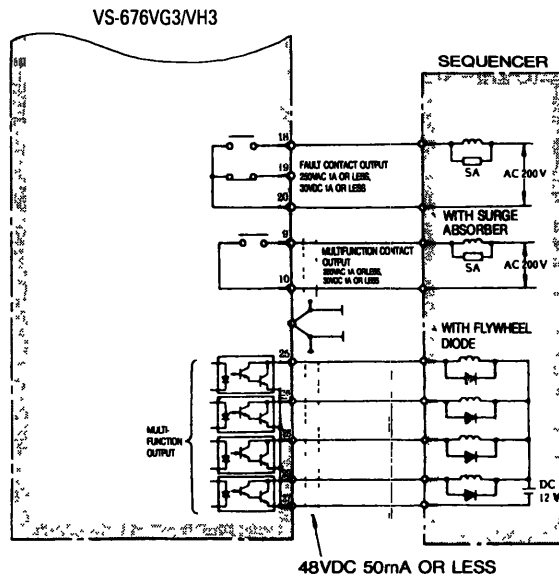 VS-676VG3/VH3
SEQUENCER
18
19
20
FAULT CONTACT OUTPUT
250VAC 1A OR LESS
30VDC 1A OR LESS
SA
AC 200 V
WITH SURGE
ABSORBER
9
10
MULTIFUNCTION CONTACT
OUTPUT
250VAC 1A OR LESS
30VDC 1A OR LESS
SA
AC 200 V
WITH FLYWHEEL
DIODE
25
MULTI-
FUNCTION
OUTPUT
DC
12 V
48VDC 50mA OR LESS